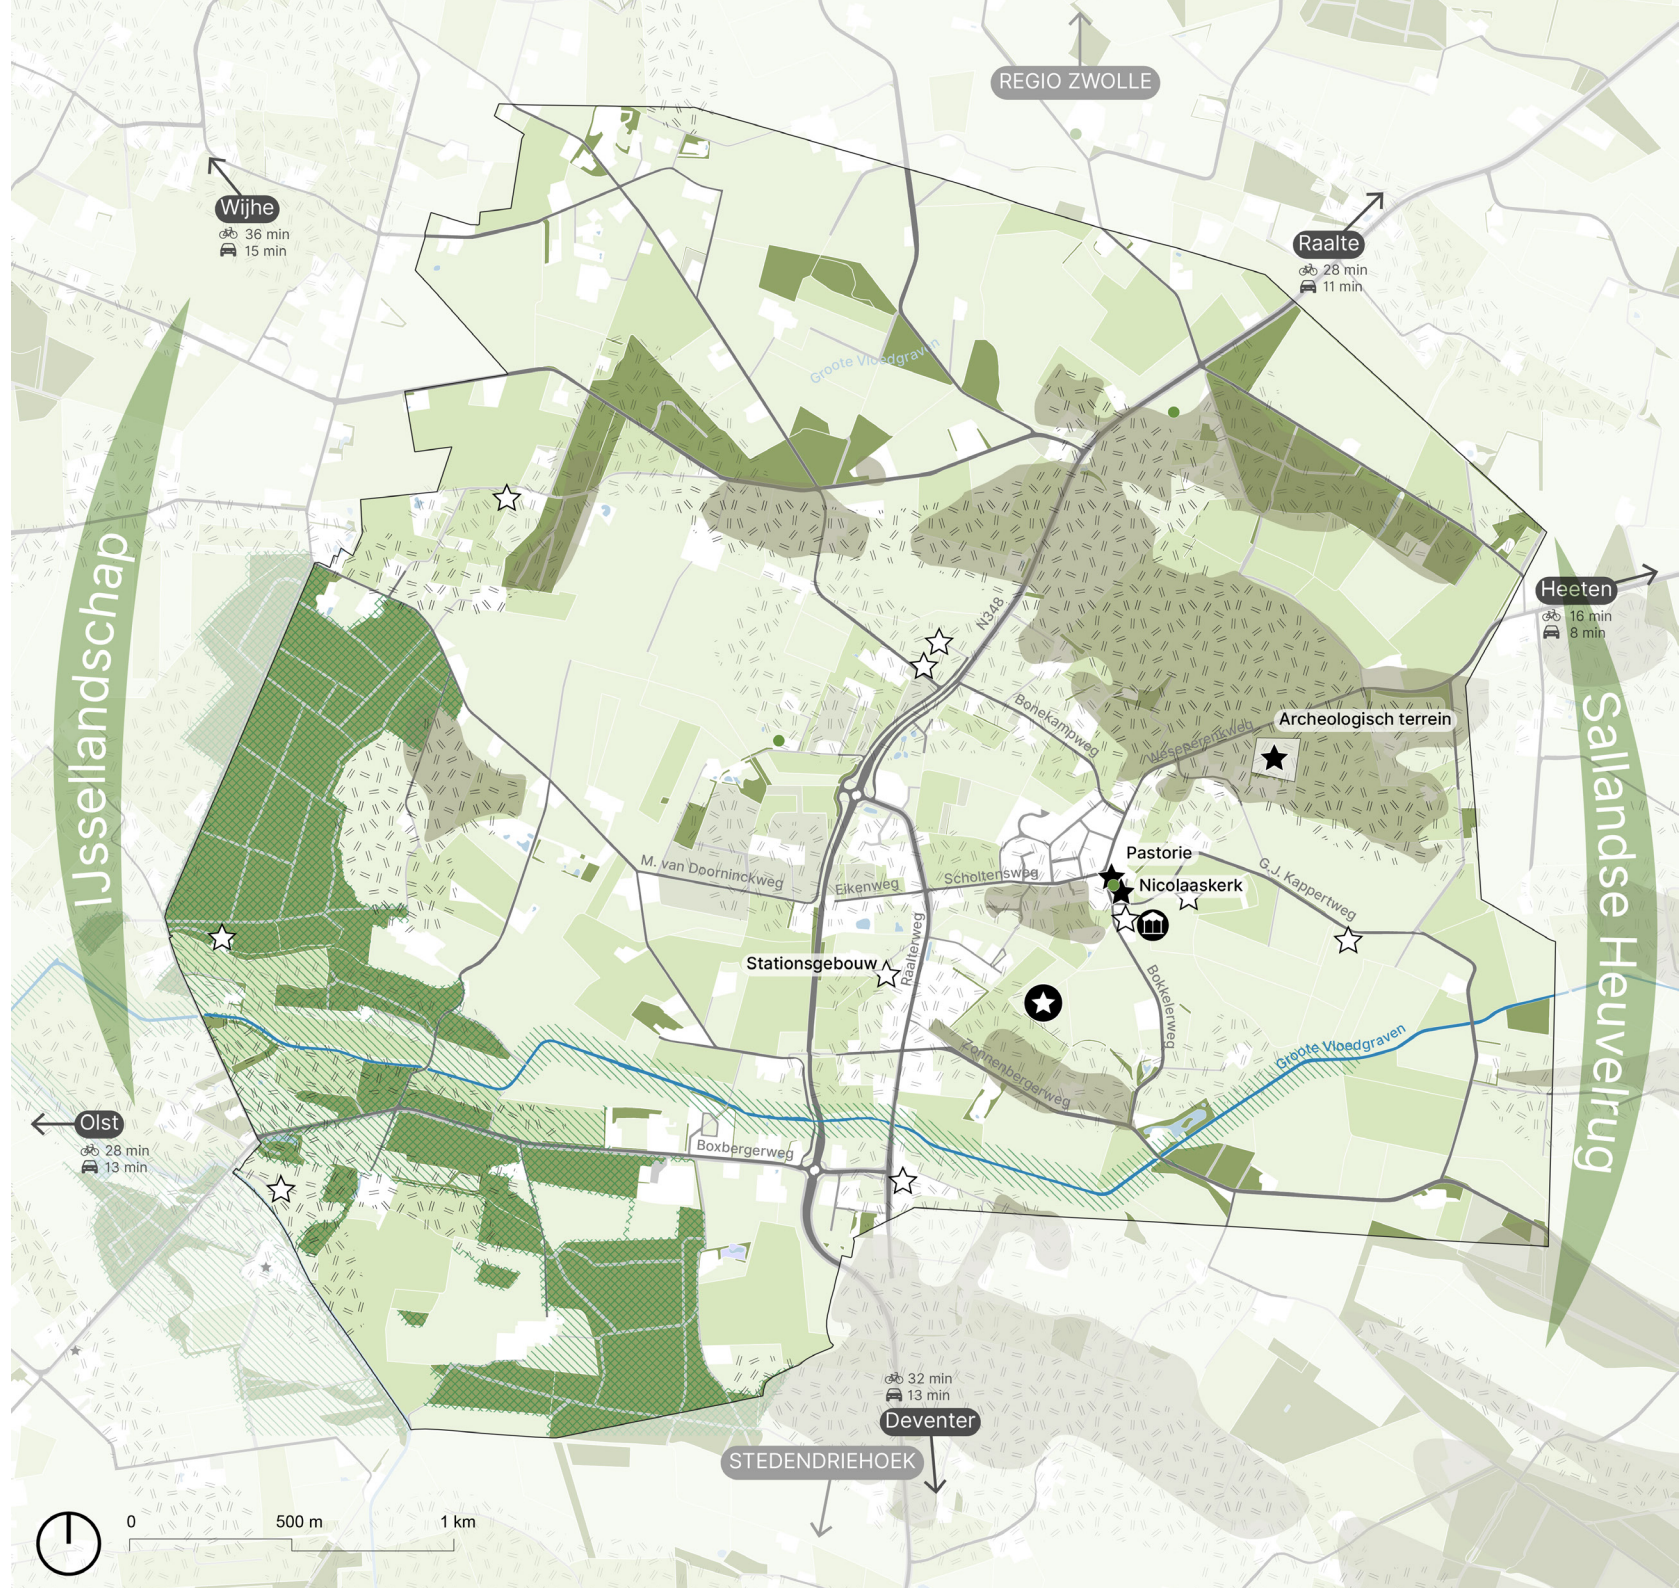 REGIO ZWOLLE
Wijhe
36 min
15 min
Raalte
28 min
11 min
Groote Vloedgraven
IJssellandschap
Heeten
16 min
8 min
N348
Bonekampweg
Weseperenkweg
Archeologisch terrein
Sallandse Heuvelrug
M. van Doorninckweg
Eikenweg
Scholtensweg
Pastorie
Nicolaaskerk
G.J. Kappertweg
Raalterweg
Stationsgebouw
Bokkelerweg
Zonnenbergerweg
Groote Vloedgraven
Olst
28 min
13 min
Boxbergerweg
32 min
13 min
Deventer
STEDENDRIEHOEK
0 500 m 1 km